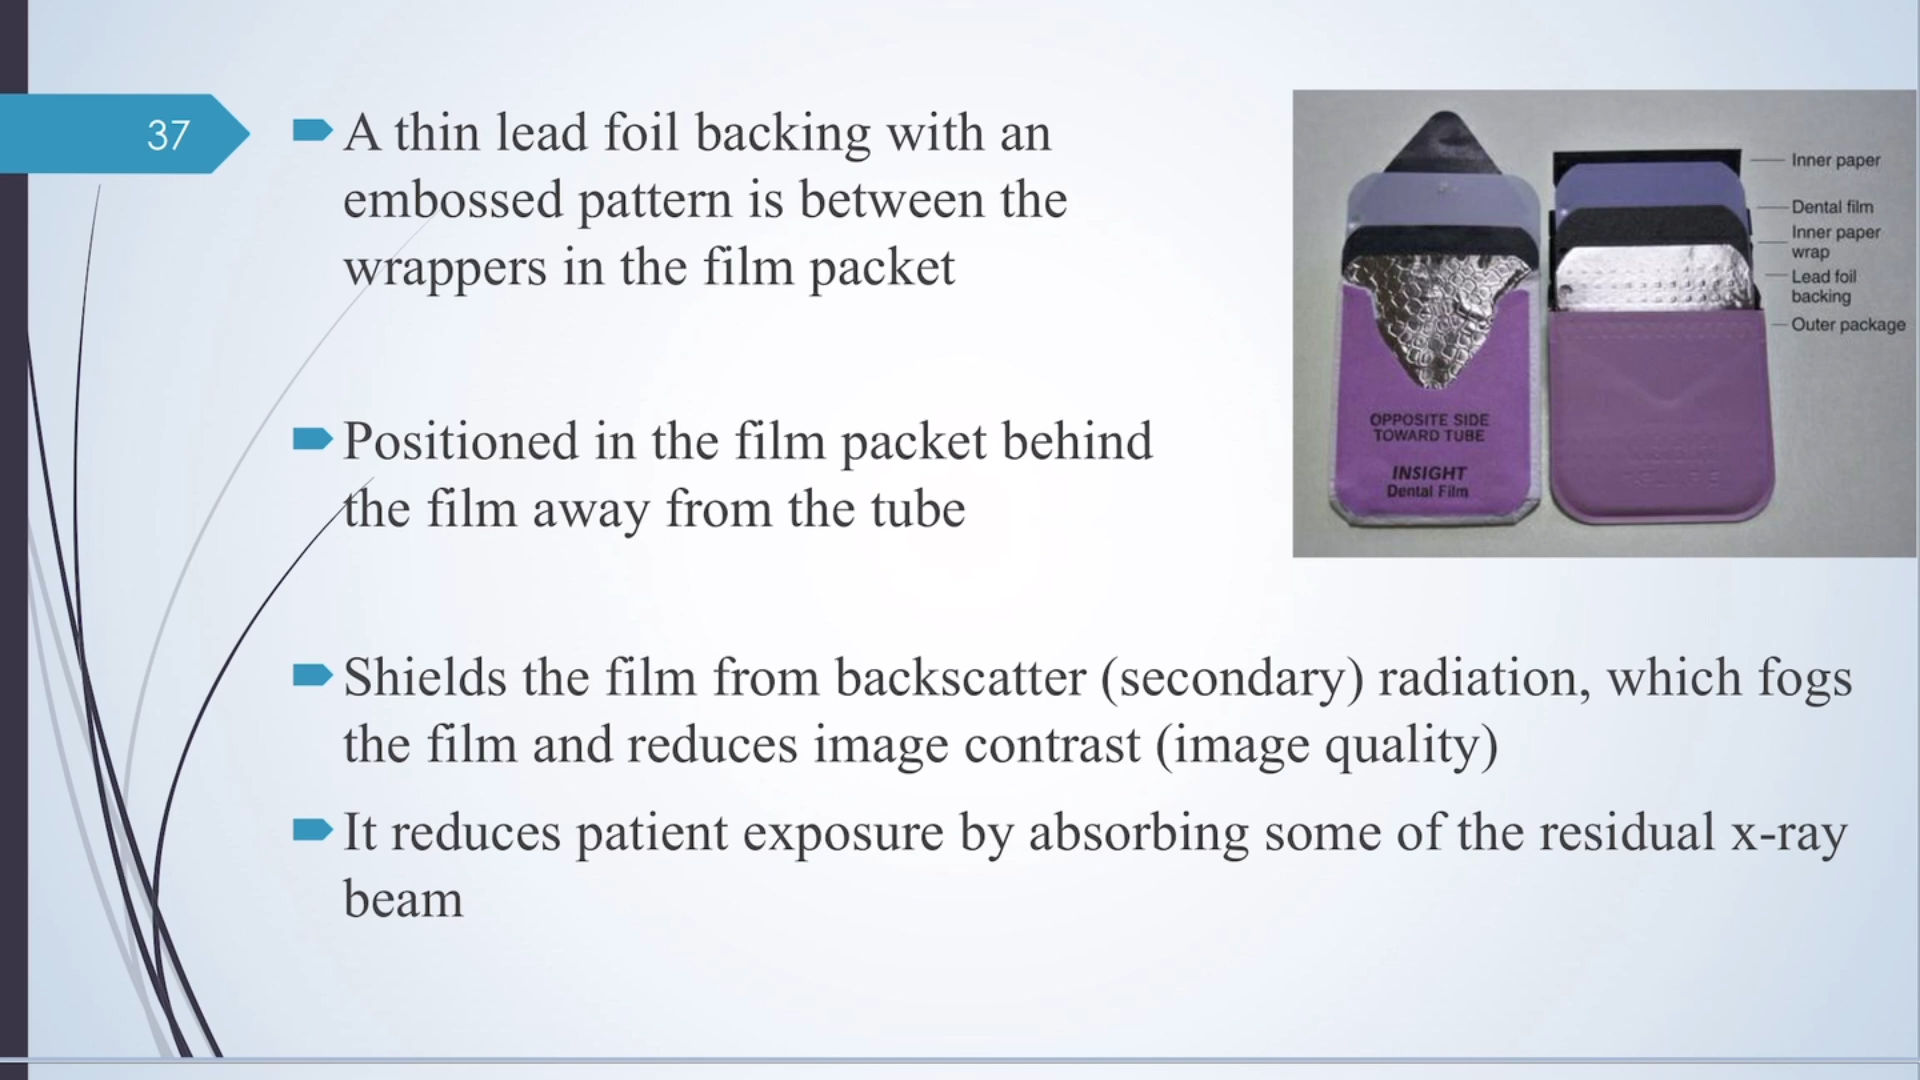 37
A thin lead foil backing with an
embossed pattern is between the
wrappers in the film packet
Positioned in the film packet behind
the film away from the tube
Shields the film from backscatter (secondary) radiation, which fogs
the film and reduces image contrast (image quality)
It reduces patient exposure by absorbing some of the residual x-ray
beam
Inner paper
Dental film
Inner paper
wrap
Lead foil
backing
Outer package
OPPOSITE SIDE
TOWARD TUBE
INSIGHT
Dental Film